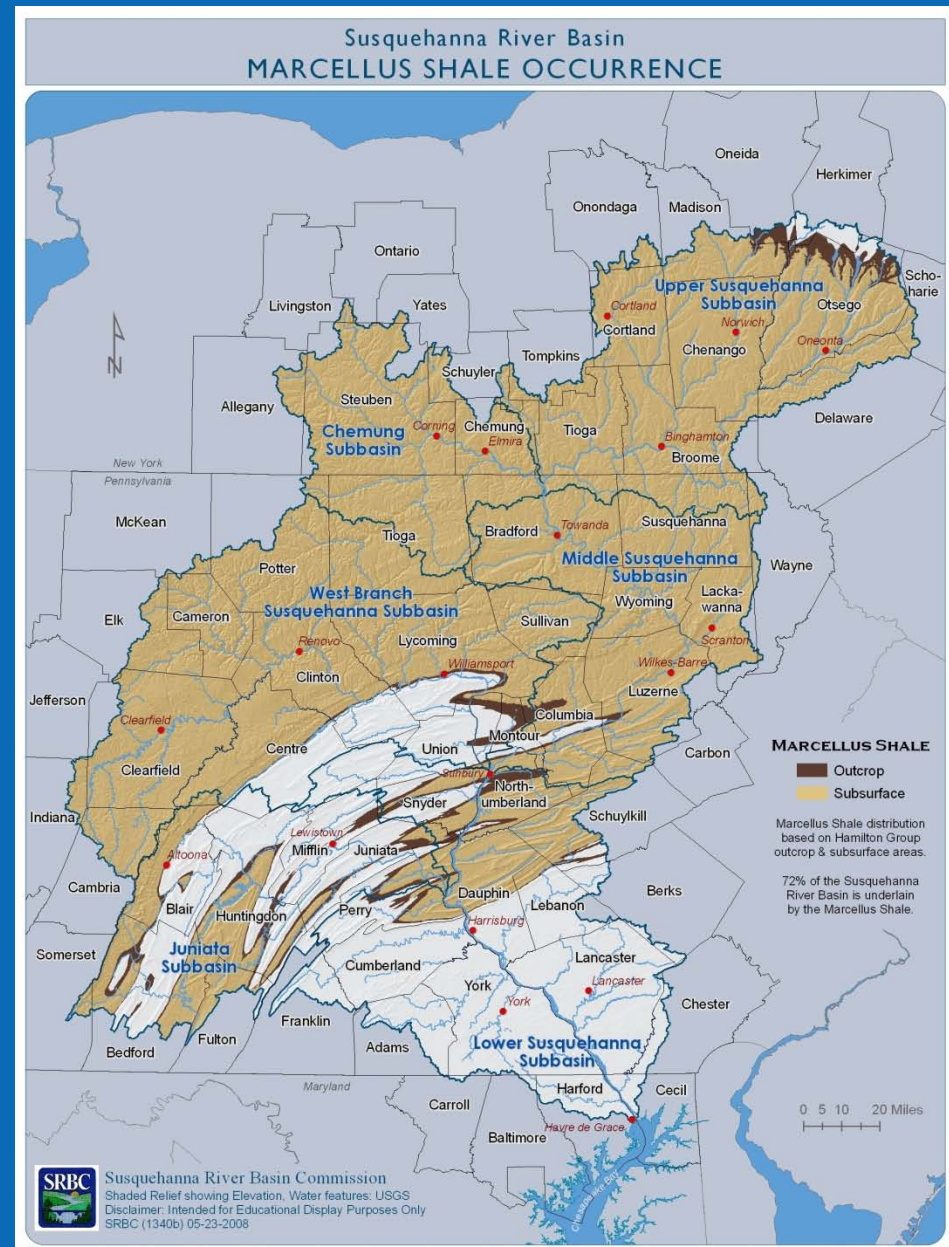 Susquehanna River Basin
MARCELLUS SHALE OCCURRENCE
Oneida
Herkimer
Onondaga
Madison
Ontario
Scho-
harie
Livingston
Yates
Upper Susquehanna
Subbasin
Otsego
Cortland
Cortland
Norwich
Chenango
Oneonta
N
Tompkins
Schuyler
Allegany
Steuben
Chemung
Subbasin
Corning
Chemung
Elmira
Tioga
Binghamton
Broome
Delaware
New York
Pennsylvania
McKean
Tioga
Bradford
Towanda
Susquehanna
Middle Susquehanna
Subbasin
Wayne
Potter
West Branch
Susquehanna Subbasin
Wyoming
Lacka-
wanna
Elk
Cameron
Renovo
Lycoming
Sullivan
Scranton
Clinton
Williamsport
Wilkes-Barre
Luzerne
Jefferson
Clearfield
Clearfield
Centre
Union
Columbia
Montour
Carbon
Sunbury
North-
umberland
Snyder
Indiana
Schuylkill
Lewistown
Mifflin
Juniata
Altoona
Cambria
Blair
Huntingdon
Perry
Dauphin
Lebanon
Berks
Harrisburg
Somerset
Juniata
Subbasin
Cumberland
Lancaster
York
York
Lancaster
Chester
Bedford
Fulton
Franklin
Adams
Lower Susquehanna
Subbasin
Maryland
Harford
Cecil
Carroll
Baltimore
Havre de Grace
Chesapeake Bay
MARCELLUS SHALE
Outcrop
Subsurface
Marcellus Shale distribution
based on Hamilton Group
outcrop & subsurface areas.
72% of the Susquehanna
River Basin is underlain
by the Marcellus Shale.
0 5 10 20 Miles
SRBC
Susquehanna River Basin Commission
Shaded Relief showing Elevation, Water features: USGS
Disclaimer: Intended for Educational Display Purposes Only
SRBC (1340b) 05-23-2008